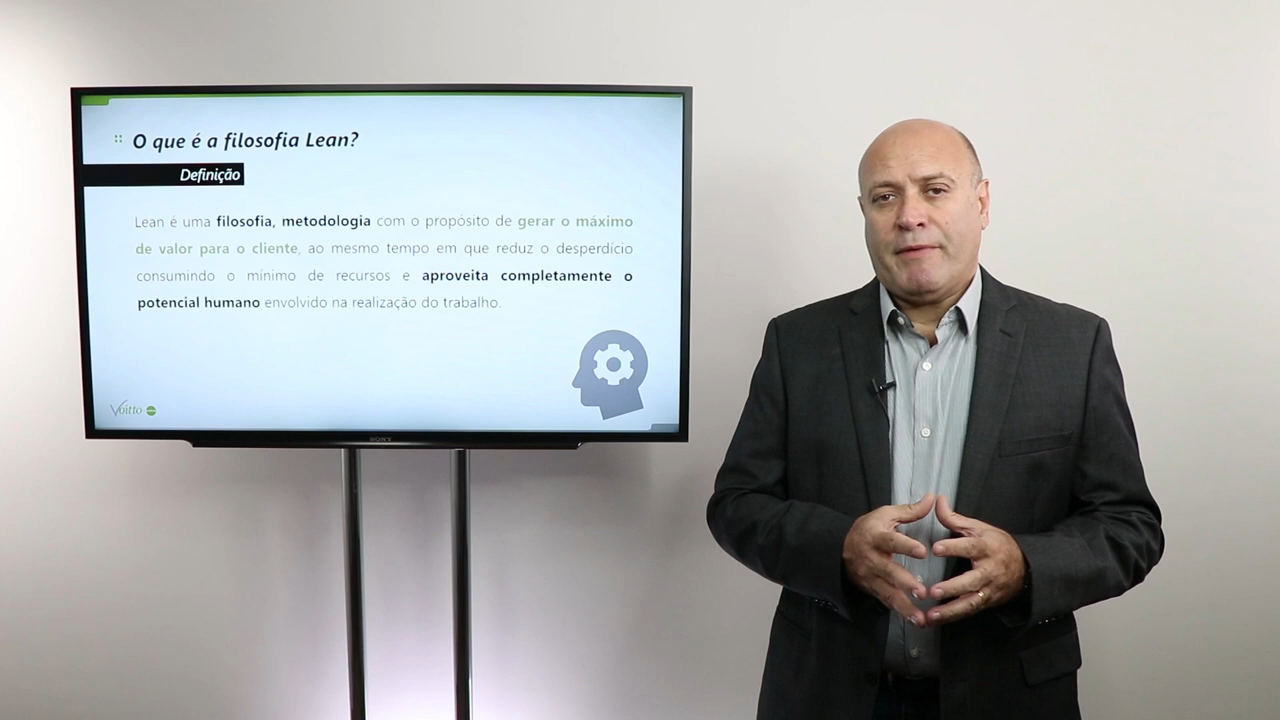 O que é a filosofia Lean?
Definição
Lean é uma filosofia, metodologia com o propósito de gerar o máximo
de valor para o cliente, ao mesmo tempo em que reduz o desperdício
consumindo o mínimo de recursos e aproveita completamente o
potencial humano envolvido na realização do trabalho.
Voitto
SONY